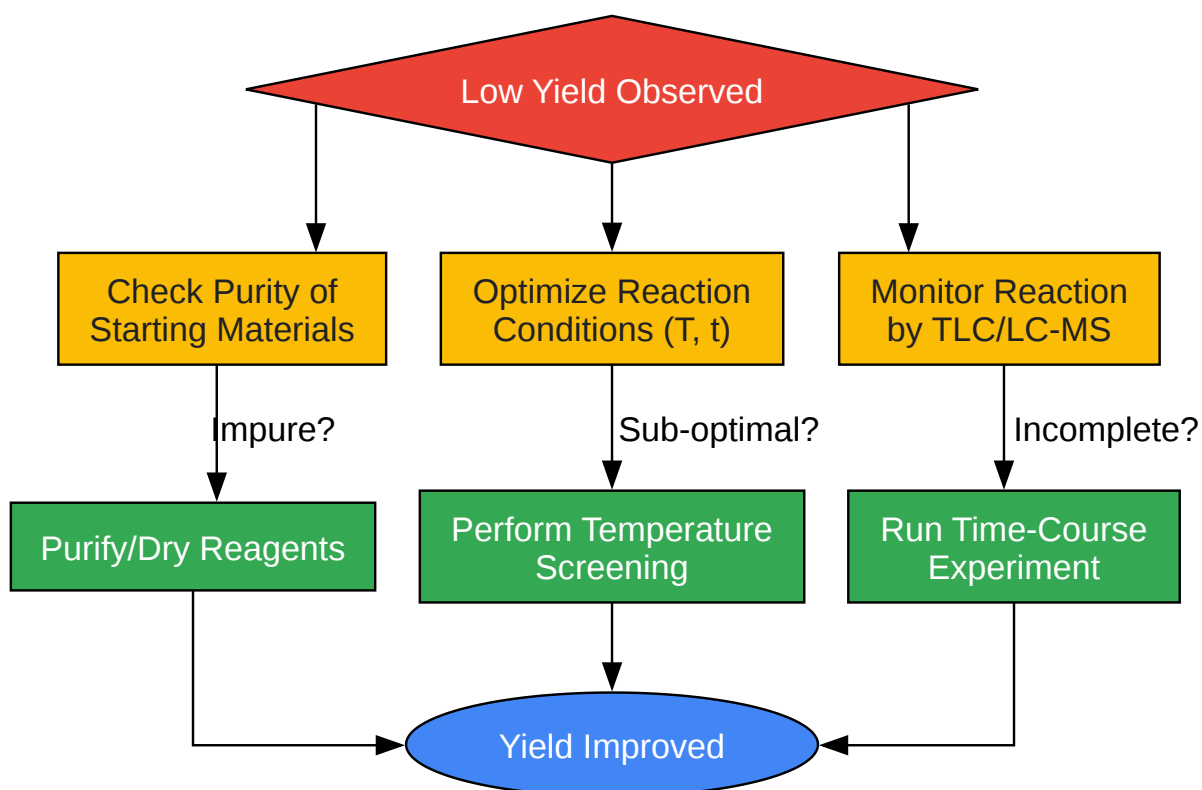 Low Yield Observed
Check Purity of
Starting Materials
Optimize Reaction
Conditions (T, t)
Monitor Reaction
by TLC/LC-MS
Impure?
Sub-optimal?
Incomplete?
Purify/Dry Reagents
Perform Temperature
Screening
Run Time-Course
Experiment
Yield Improved